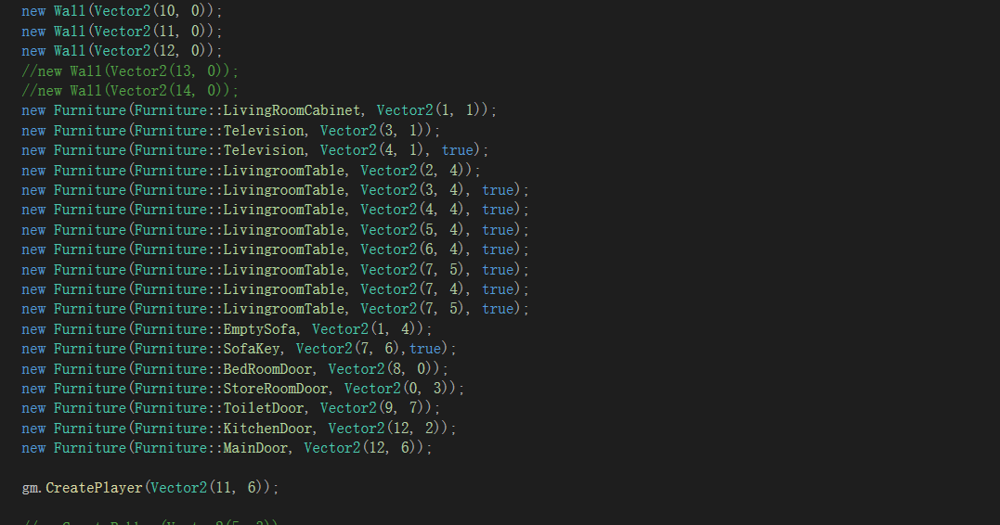 new Wall(Vector2(10, 0));
new Wall(Vector2(11, 0));
new Wall(Vector2(12, 0));
//new Wall(Vector2(13, 0));
//new Wall(Vector2(14, 0));
new Furniture(Furniture::LivingRoomCabinet, Vector2(1, 1));
new Furniture(Furniture::Television, Vector2(3, 1));
new Furniture(Furniture::Television, Vector2(4, 1), true);
new Furniture(Furniture::LivingroomTable, Vector2(2, 4));
new Furniture(Furniture::LivingroomTable, Vector2(3, 4), true);
new Furniture(Furniture::LivingroomTable, Vector2(4, 4), true);
new Furniture(Furniture::LivingroomTable, Vector2(5, 4), true);
new Furniture(Furniture::LivingroomTable, Vector2(6, 4), true);
new Furniture(Furniture::LivingroomTable, Vector2(7, 5), true);
new Furniture(Furniture::LivingroomTable, Vector2(7, 4), true);
new Furniture(Furniture::LivingroomTable, Vector2(7, 5), true);
new Furniture(Furniture::EmptySofa, Vector2(1, 4));
new Furniture(Furniture::SofaKey, Vector2(7, 6),true);
new Furniture(Furniture::BedRoomDoor, Vector2(8, 0));
new Furniture(Furniture::StoreRoomDoor, Vector2(0, 3));
new Furniture(Furniture::ToiletDoor, Vector2(9, 7));
new Furniture(Furniture::KitchenDoor, Vector2(12, 2));
new Furniture(Furniture::MainDoor, Vector2(12, 6));
gm.CreatePlayer(Vector2(11, 6));